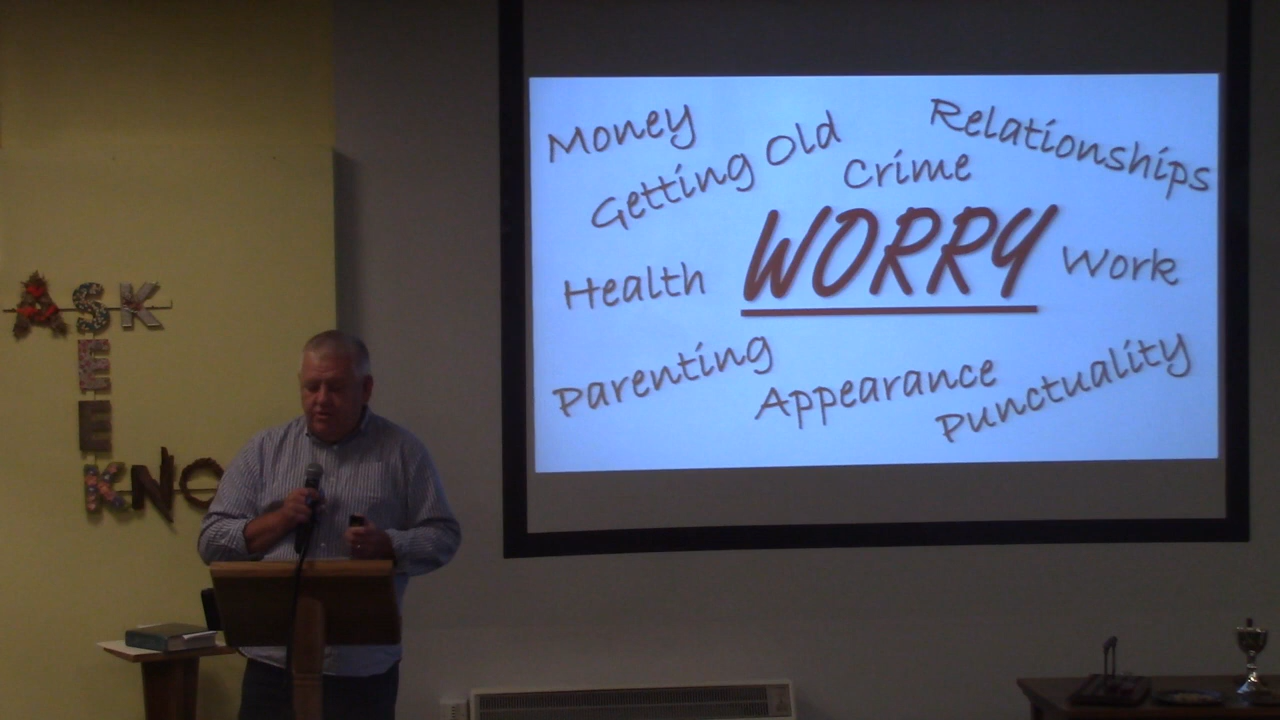 Money
Getting Old
Relationships
Crime
WORRY
Health
Work
Parenting
Appearance
Punctuality
ASK
SEEK
KNO